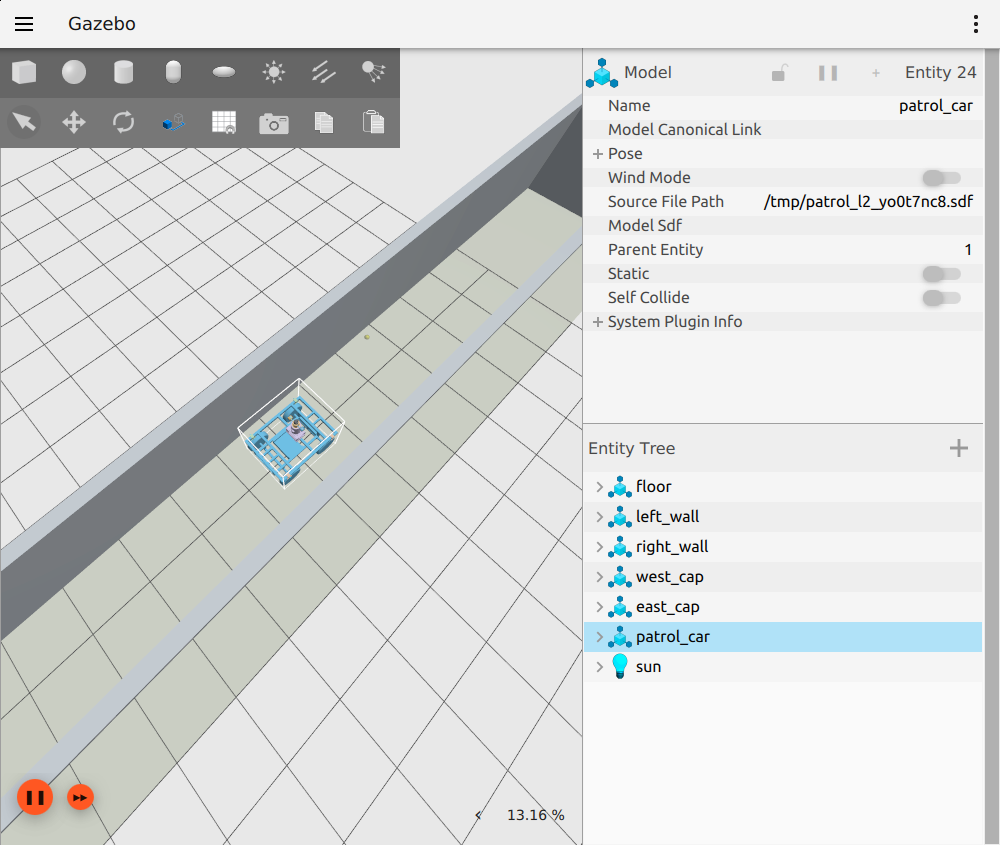 Gazebo
Model
Entity 24
Name patrol_car
Model Canonical Link
Pose
Wind Mode
Source File Path /tmp/patrol_l2_yo0t7nc8.sdf
Model Sdf
Parent Entity 1
Static
Self Collide
System Plugin Info
Entity Tree
floor
left_wall
right_wall
west_cap
east_cap
patrol_car
sun
13.16 %